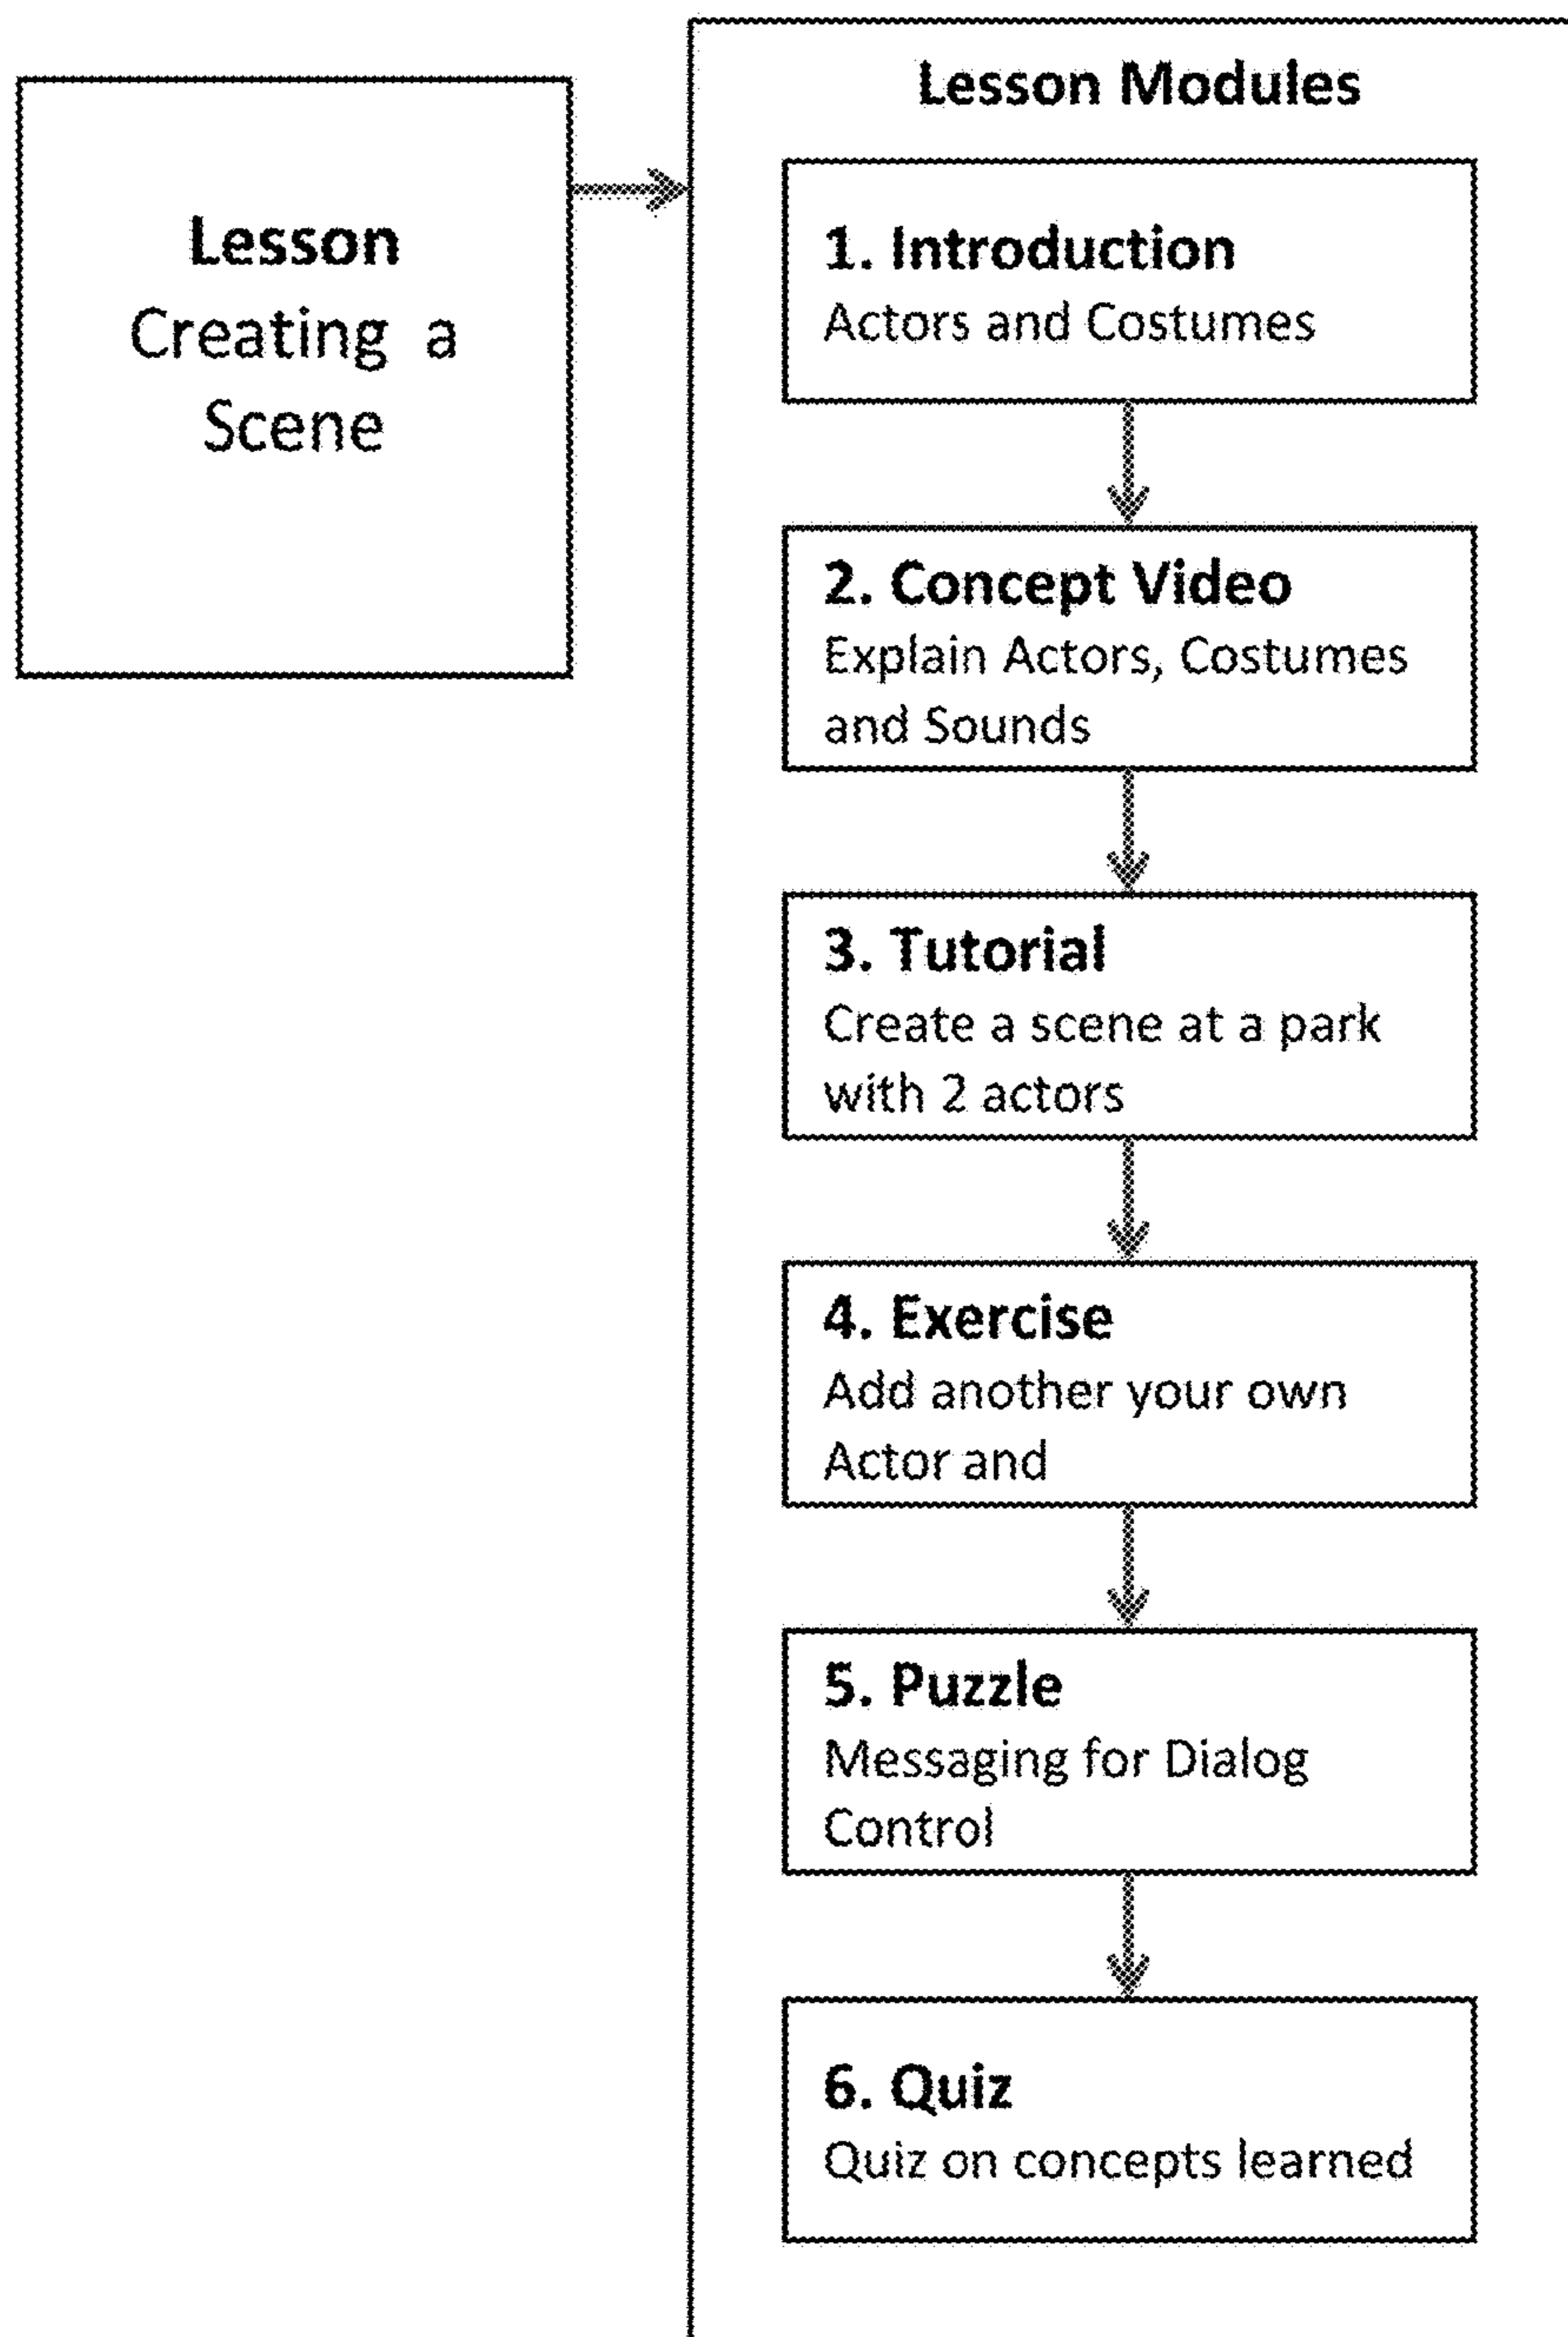 Lesson
Creating a
Scene
Lesson Modules
1. Introduction
Actors and Costumes
2. Concept Video
Explain Actors, Costumes
and Sounds
3. Tutorial
Create a scene at a park
with 2 actors
4. Exercise
Add another your own
Actor and
5. Puzzle
Messaging for Dialog
Control
6. Quiz
Quiz on concepts learned